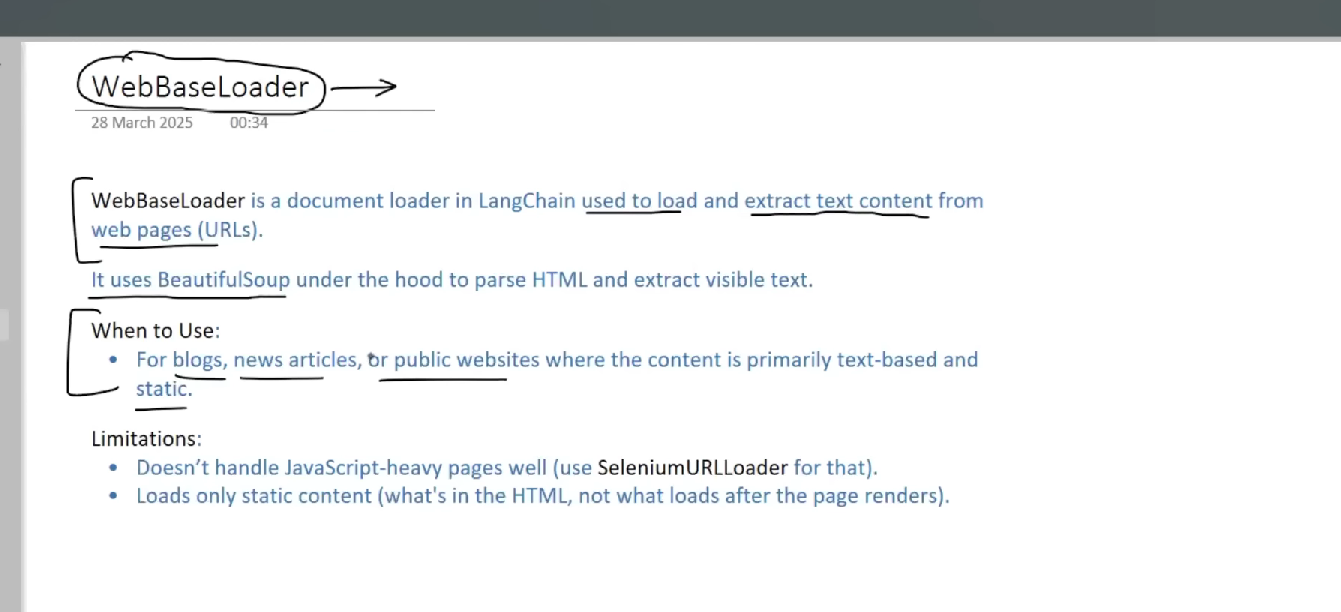 WebBaseLoader
28 March 2025 00:34
WebBaseLoader is a document loader in LangChain used to load and extract text content from
web pages (URLs).
It uses BeautifulSoup under the hood to parse HTML and extract visible text.
When to Use:
• For blogs, news articles, or public websites where the content is primarily text-based and
static.
Limitations:
• Doesn't handle JavaScript-heavy pages well (use SeleniumURLLoader for that).
• Loads only static content (what's in the HTML, not what loads after the page renders).